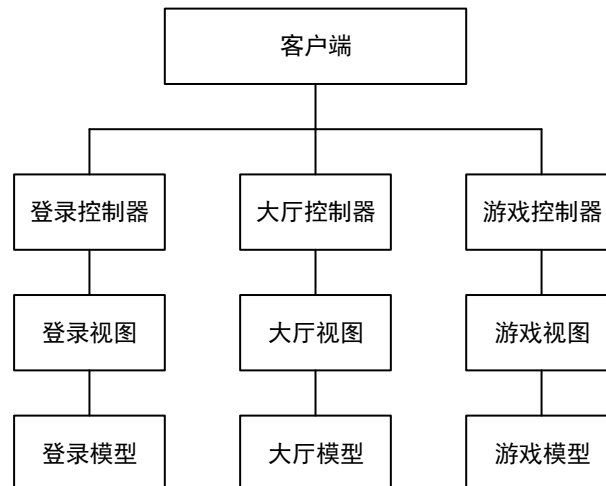 客户端
登录控制器
大厅控制器
游戏控制器
登录视图
大厅视图
游戏视图
登录模型
大厅模型
游戏模型